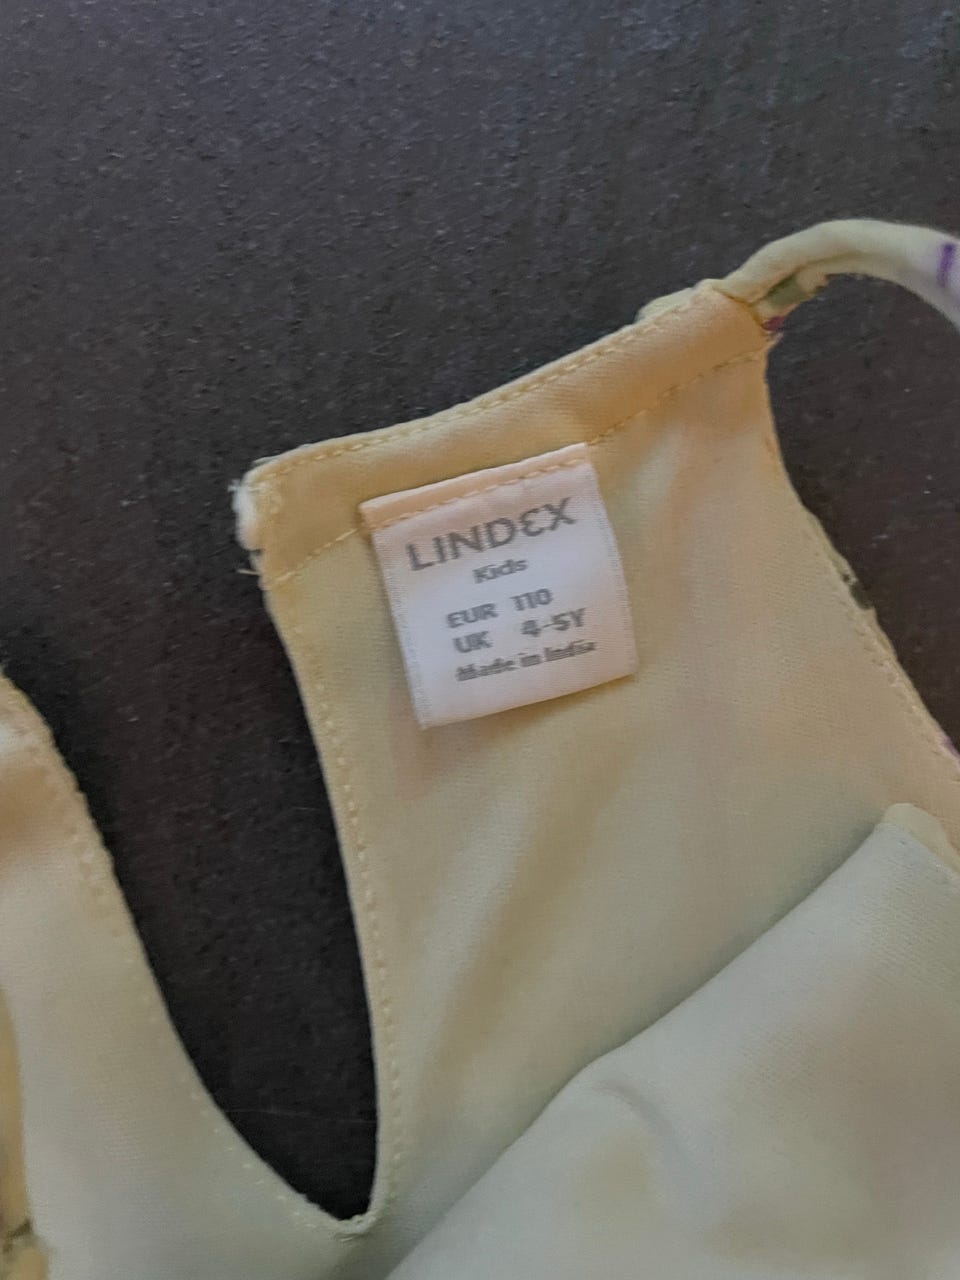 LINDEX
Kids
EUR 110
UK 4-5Y
Made in India